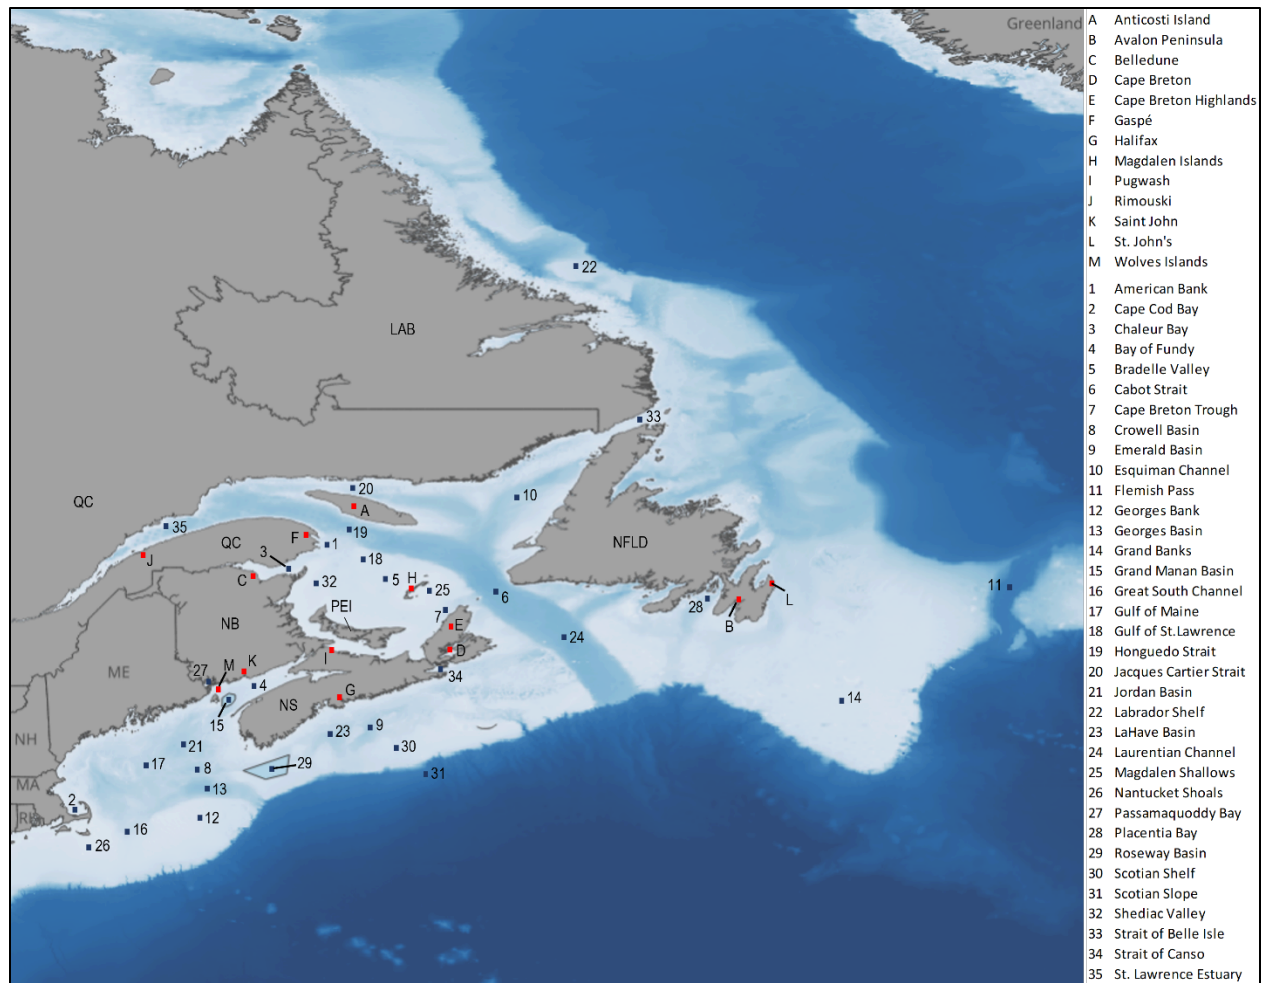 Greenland
22
LAB
33
QC
20
10
A
35
19
F
QC
1
3
J
18
C
32
5
H
25
6
NFLD
11
28
L
B
PEI
7
E
NB
24
D
I
34
ME
27
M
K
4
15
NS
G
14
9
23
30
NH
21
17
8
29
31
13
MA
2
12
RI
16
26
A Anticosti Island
B Avalon Peninsula
C Belledune
D Cape Breton
E Cape Breton Highlands
F Gaspé
G Halifax
H Magdalen Islands
I Pugwash
J Rimouski
K Saint John
L St. John's
M Wolves Islands
1 American Bank
2 Cape Cod Bay
3 Chaleur Bay
4 Bay of Fundy
5 Bradelle Valley
6 Cabot Strait
7 Cape Breton Trough
8 Crowell Basin
9 Emerald Basin
10 Esquiman Channel
11 Flemish Pass
12 Georges Bank
13 Georges Basin
14 Grand Banks
15 Grand Manan Basin
16 Great South Channel
17 Gulf of Maine
18 Gulf of St.Lawrence
19 Honguedo Strait
20 Jacques Cartier Strait
21 Jordan Basin
22 Labrador Shelf
23 LaHave Basin
24 Laurentian Channel
25 Magdalen Shallows
26 Nantucket Shoals
27 Passamaquoddy Bay
28 Placentia Bay
29 Roseway Basin
30 Scotian Shelf
31 Scotian Slope
32 Shediac Valley
33 Strait of Belle Isle
34 Strait of Canso
35 St. Lawrence Estuary